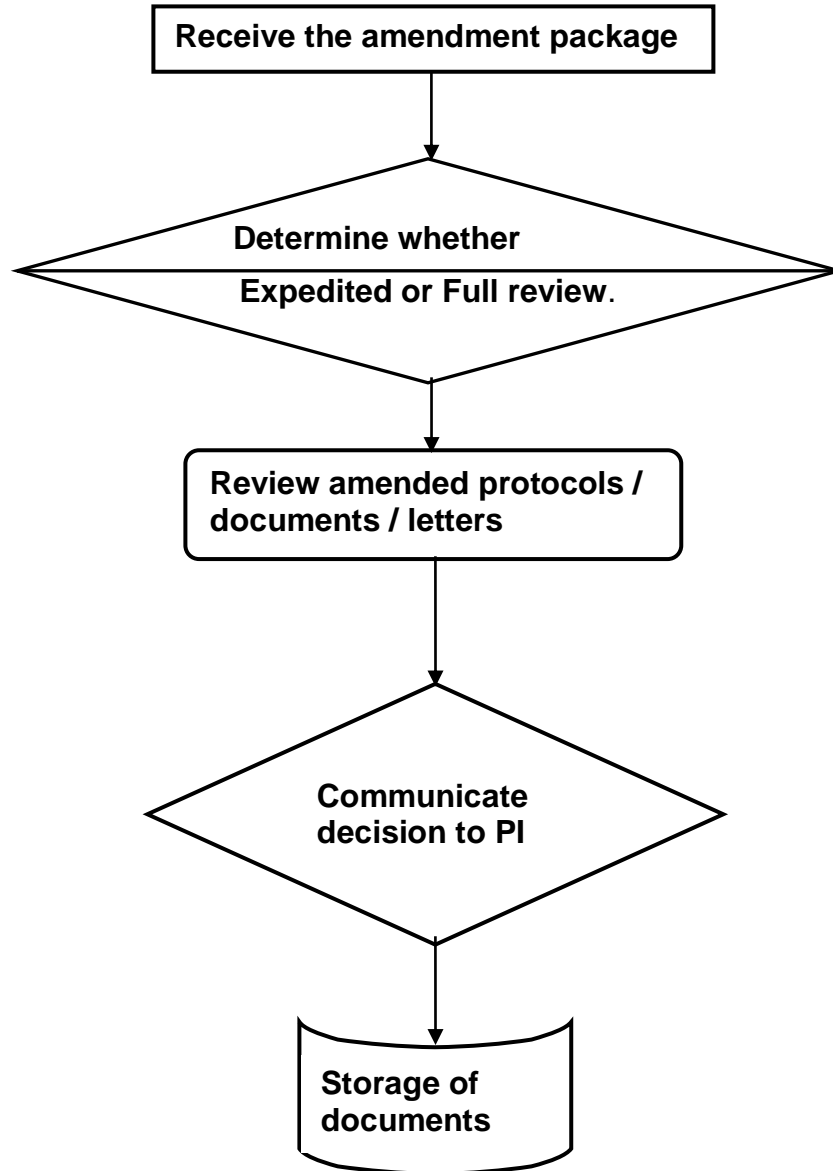 Receive the amendment package
Determine whether
Expedited or Full review.
Review amended protocols /
documents / letters
Communicate
decision to PI
Storage of
documents